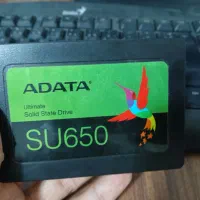 ADATA
Ultimate
Solid State Drive
SU650